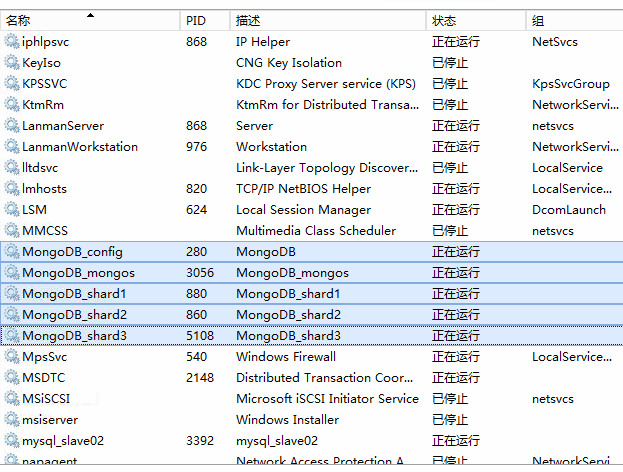 名称 PID 描述 状态 组
iphlpsvc 868 IP Helper 正在运行 NetSvcs
KeyIso CNG Key Isolation 已停止
KPSSVC KDC Proxy Server service (KPS) 已停止 KpsSvcGroup
KtmRm KtmRm for Distributed Transa... 已停止 NetworkServi...
LanmanServer 868 Server 正在运行 netsvcs
LanmanWorkstation 976 Workstation 正在运行 NetworkServi...
lltdsvc Link-Layer Topology Discover... 已停止 LocalService
lmhosts 820 TCP/IP NetBIOS Helper 正在运行 LocalService...
LSM 624 Local Session Manager 正在运行 DcomLaunch
MMCSS Multimedia Class Scheduler 已停止 netsvcs
MongoDB_config 280 MongoDB 正在运行
MongoDB_mongos 3056 MongoDB_mongos 正在运行
MongoDB_shard1 880 MongoDB_shard1 正在运行
MongoDB_shard2 860 MongoDB_shard2 正在运行
MongoDB_shard3 5108 MongoDB_shard3 正在运行
MpsSvc 540 Windows Firewall 正在运行 LocalService...
MSDTC 2148 Distributed Transaction Coor... 正在运行
MSiSCSI Microsoft iSCSI Initiator Service 已停止 netsvcs
msiserver Windows Installer 已停止
mysql_slave02 3392 mysql_slave02 正在运行
napagent Network Access Protection A... 已停止 NetworkServi...